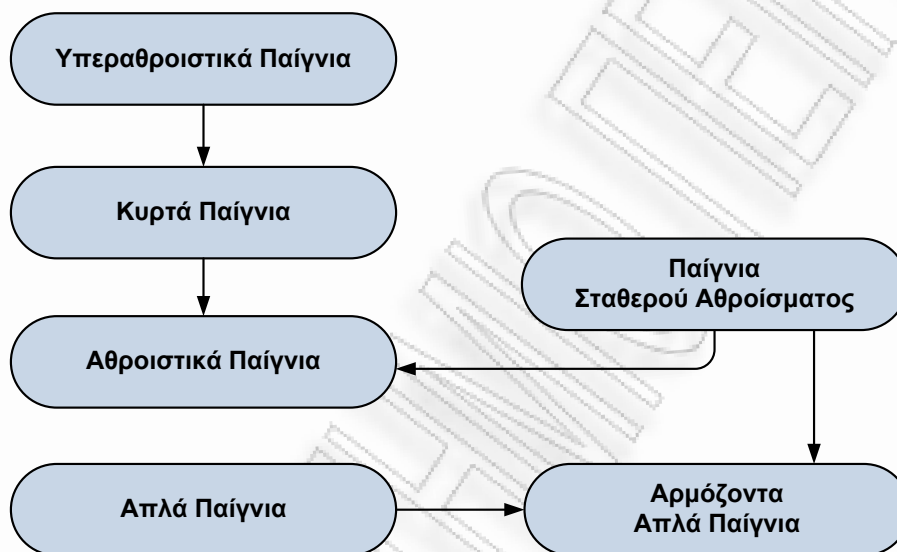 Υπεραθροιστικά Παίγνια
Κυρτά Παίγνια
Παίγνια
Σταθερού Αθροίσματος
Αθροιστικά Παίγνια
Απλά Παίγνια
Αρμόζοντα
Απλά Παίγνια